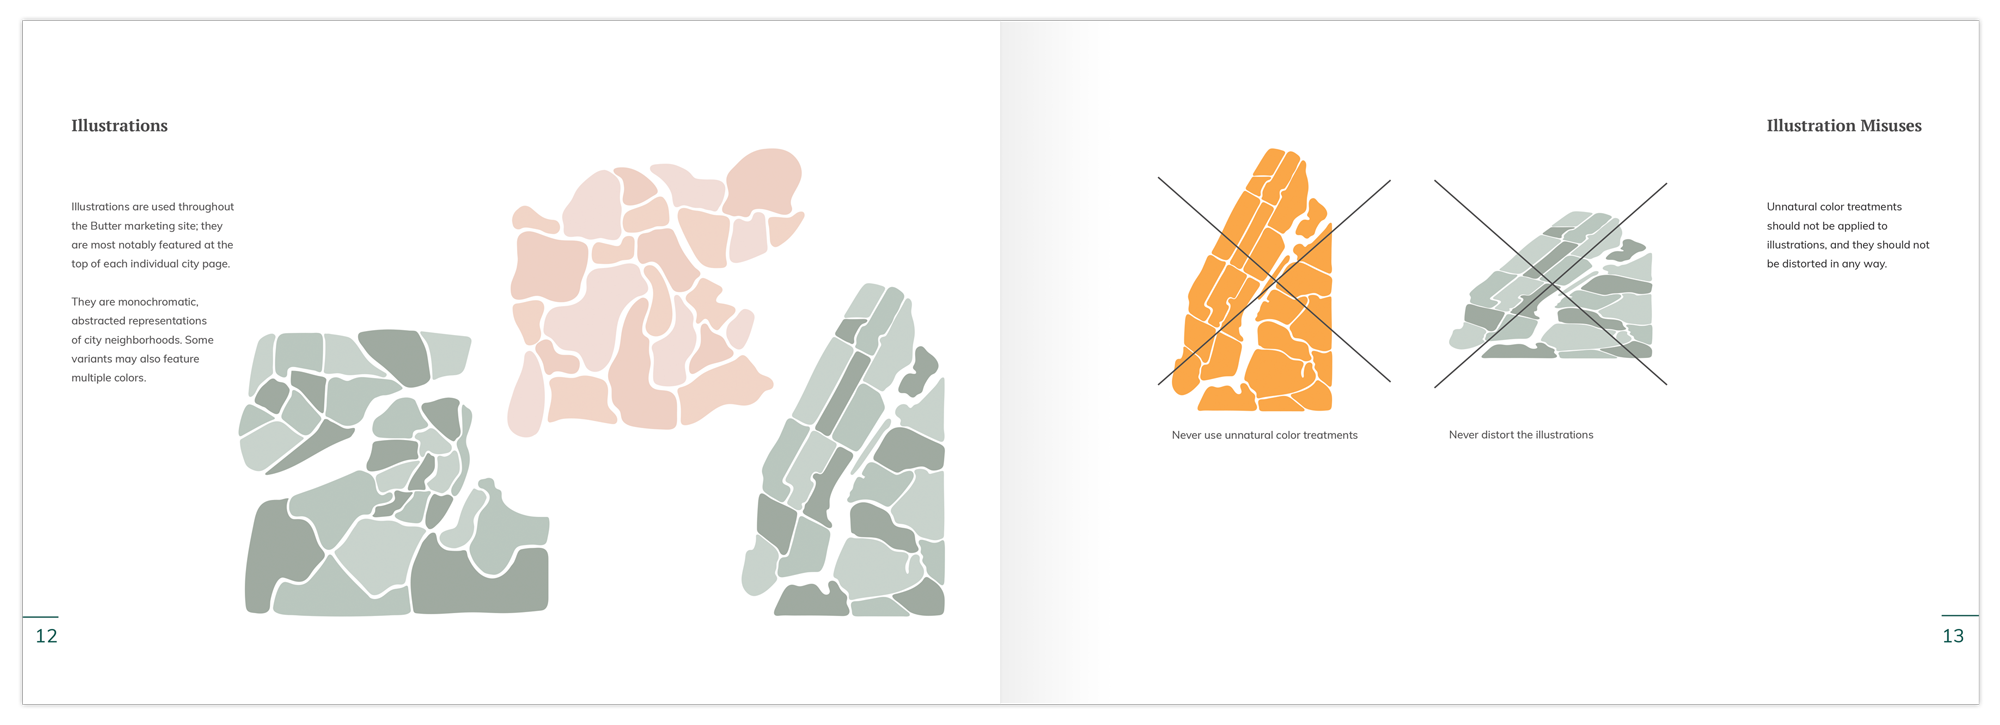 Illustrations
Illustrations are used throughout
the Butter marketing site; they
are most notably featured at the
top of each individual city page.
They are monochromatic,
abstracted representations
of city neighborhoods. Some
variants may also feature
multiple colors.
12
Never use unnatural color treatments
Never distort the illustrations
Illustration Misuses
Unnatural color treatments
should not be applied to
illustrations, and they should not
be distorted in any way.
13